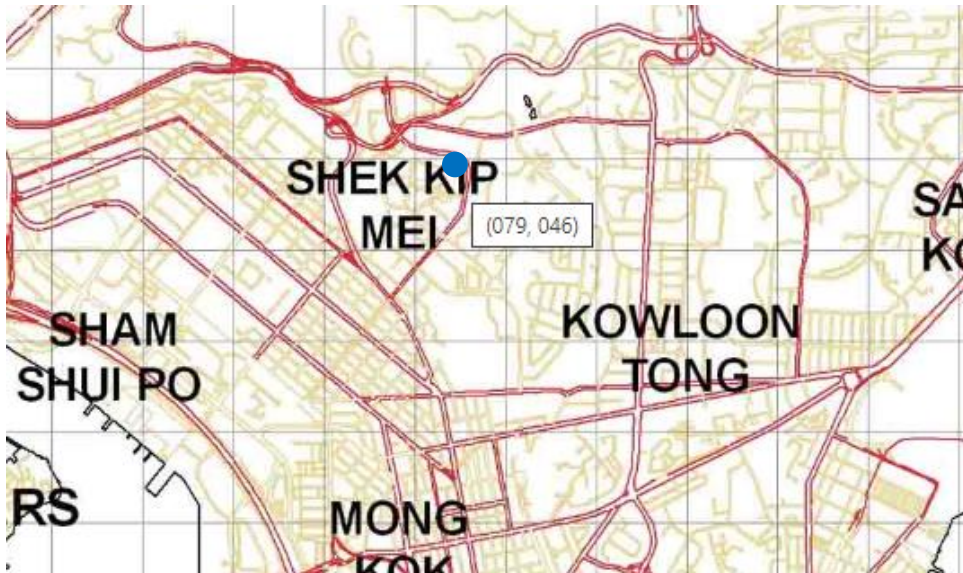 SHEK KIP
MEI
(079, 046)
SA
KO
SHAM
SHUI PO
KOWLOON
TONG
RS
MONG
KOK